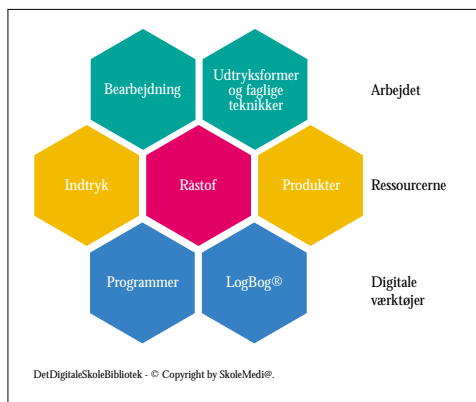 Bearbejdning
Udtryksformer
og faglige
teknikker
Arbejdet
Indtryk
Råstof
Produkter
Ressourcerne
Programmer
LogBog®
Digitale
værktøjer
DetDigitaleSkoleBibliotek - © Copyright by SkoleMedi@.